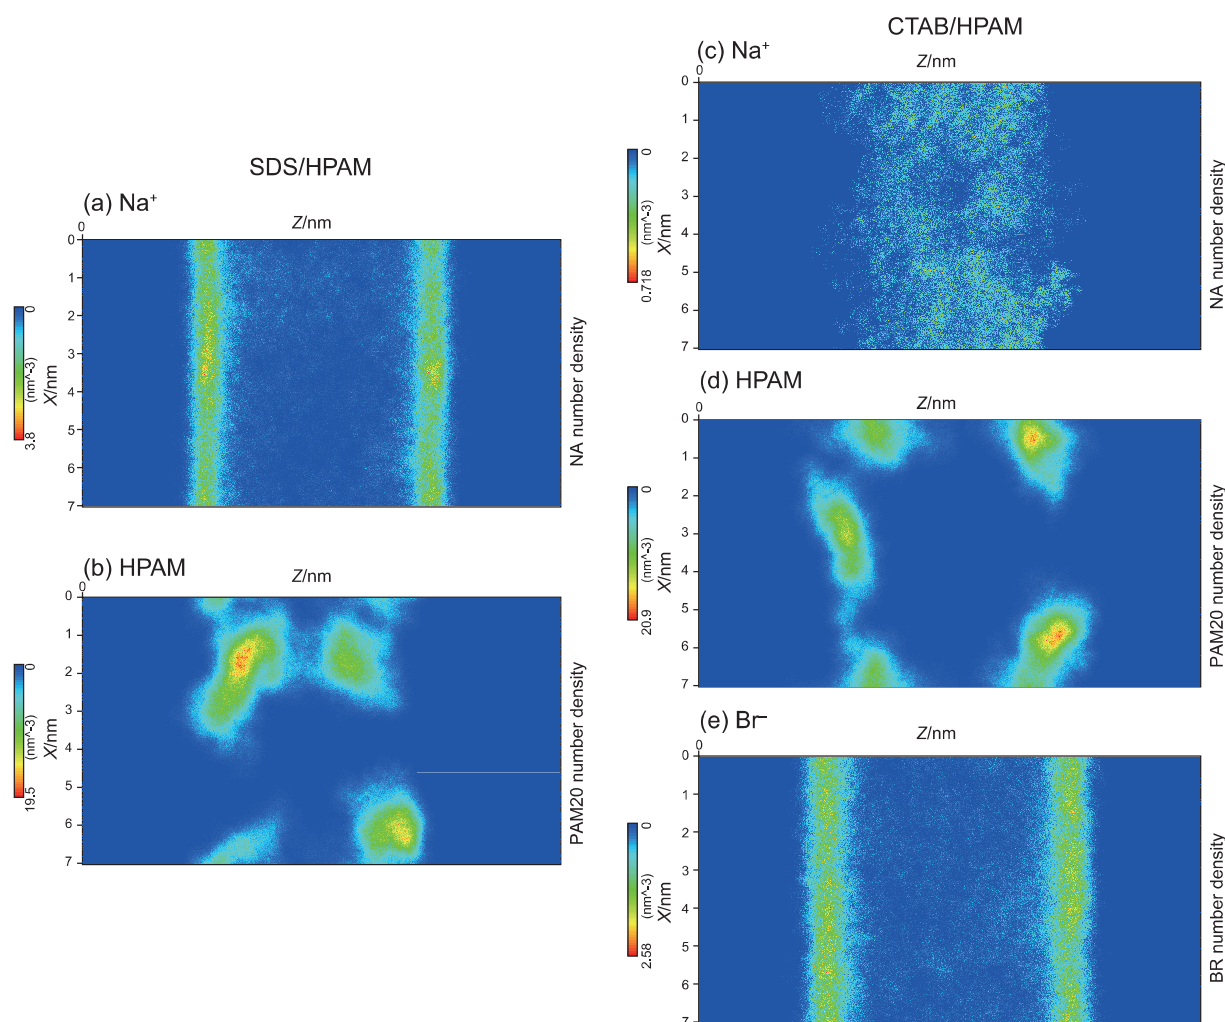 SDS/HPAM
(a) Na⁺
0
Z/nm
0
1
2
3
4
5
6
7
0
(nm^-3)
3.8
X/nm
NA number density
(b) HPAM
0
Z/nm
0
1
2
3
4
5
6
7
0
(nm^-3)
19.5
X/nm
PAM20 number density
CTAB/HPAM
(c) Na⁺
0
Z/nm
0
1
2
3
4
5
6
7
0
(nm^-3)
0.718
X/nm
NA number density
(d) HPAM
0
Z/nm
0
1
2
3
4
5
6
7
0
(nm^-3)
20.9
X/nm
PAM20 number density
(e) Br⁻
0
Z/nm
0
1
2
3
4
5
6
7
0
(nm^-3)
2.58
X/nm
BR number density